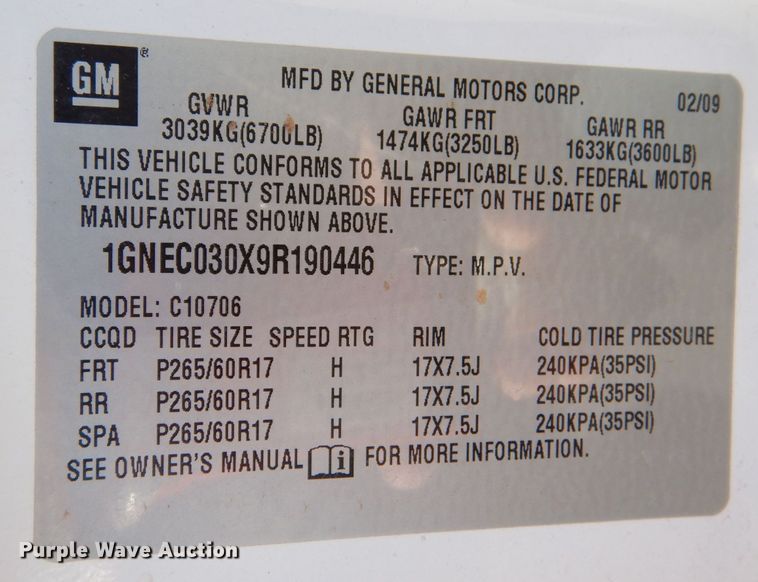 GM ®
MFD BY GENERAL MOTORS CORP. 02/09
GVWR GAWR FRT GAWR RR
3039KG(6700LB) 1474KG(3250LB) 1633KG(3600LB)
THIS VEHICLE CONFORMS TO ALL APPLICABLE U.S. FEDERAL MOTOR
VEHICLE SAFETY STANDARDS IN EFFECT ON THE DATE OF
MANUFACTURE SHOWN ABOVE.
1GNEC030X9R190446 TYPE: M.P.V.
MODEL: C10706
CCQD TIRE SIZE SPEED RTG RIM COLD TIRE PRESSURE
FRT P265/60R17 H 17X7.5J 240KPA(35PSI)
RR P265/60R17 H 17X7.5J 240KPA(35PSI)
SPA P265/60R17 H 17X7.5J 240KPA(35PSI)
SEE OWNER'S MANUAL i FOR MORE INFORMATION.
Purple Wave Auction